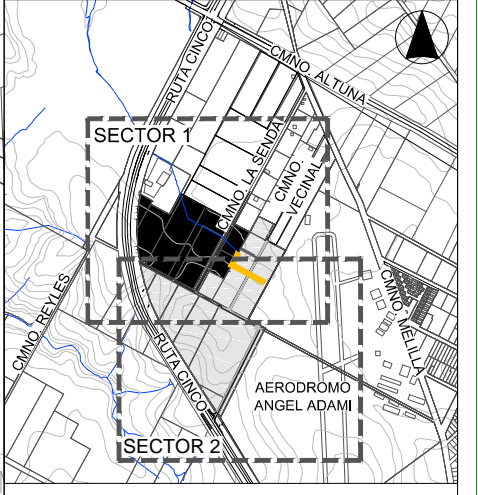 RUTA CINCO
CMNO. ALTUNA
SECTOR 1
CMNO. LA SENDA
CMNO.
VECINAL
CMNO. REYLES
CMNO. MELILLA
RUTA CINCO
AERODROMO
ANGEL ADAMI
SECTOR 2